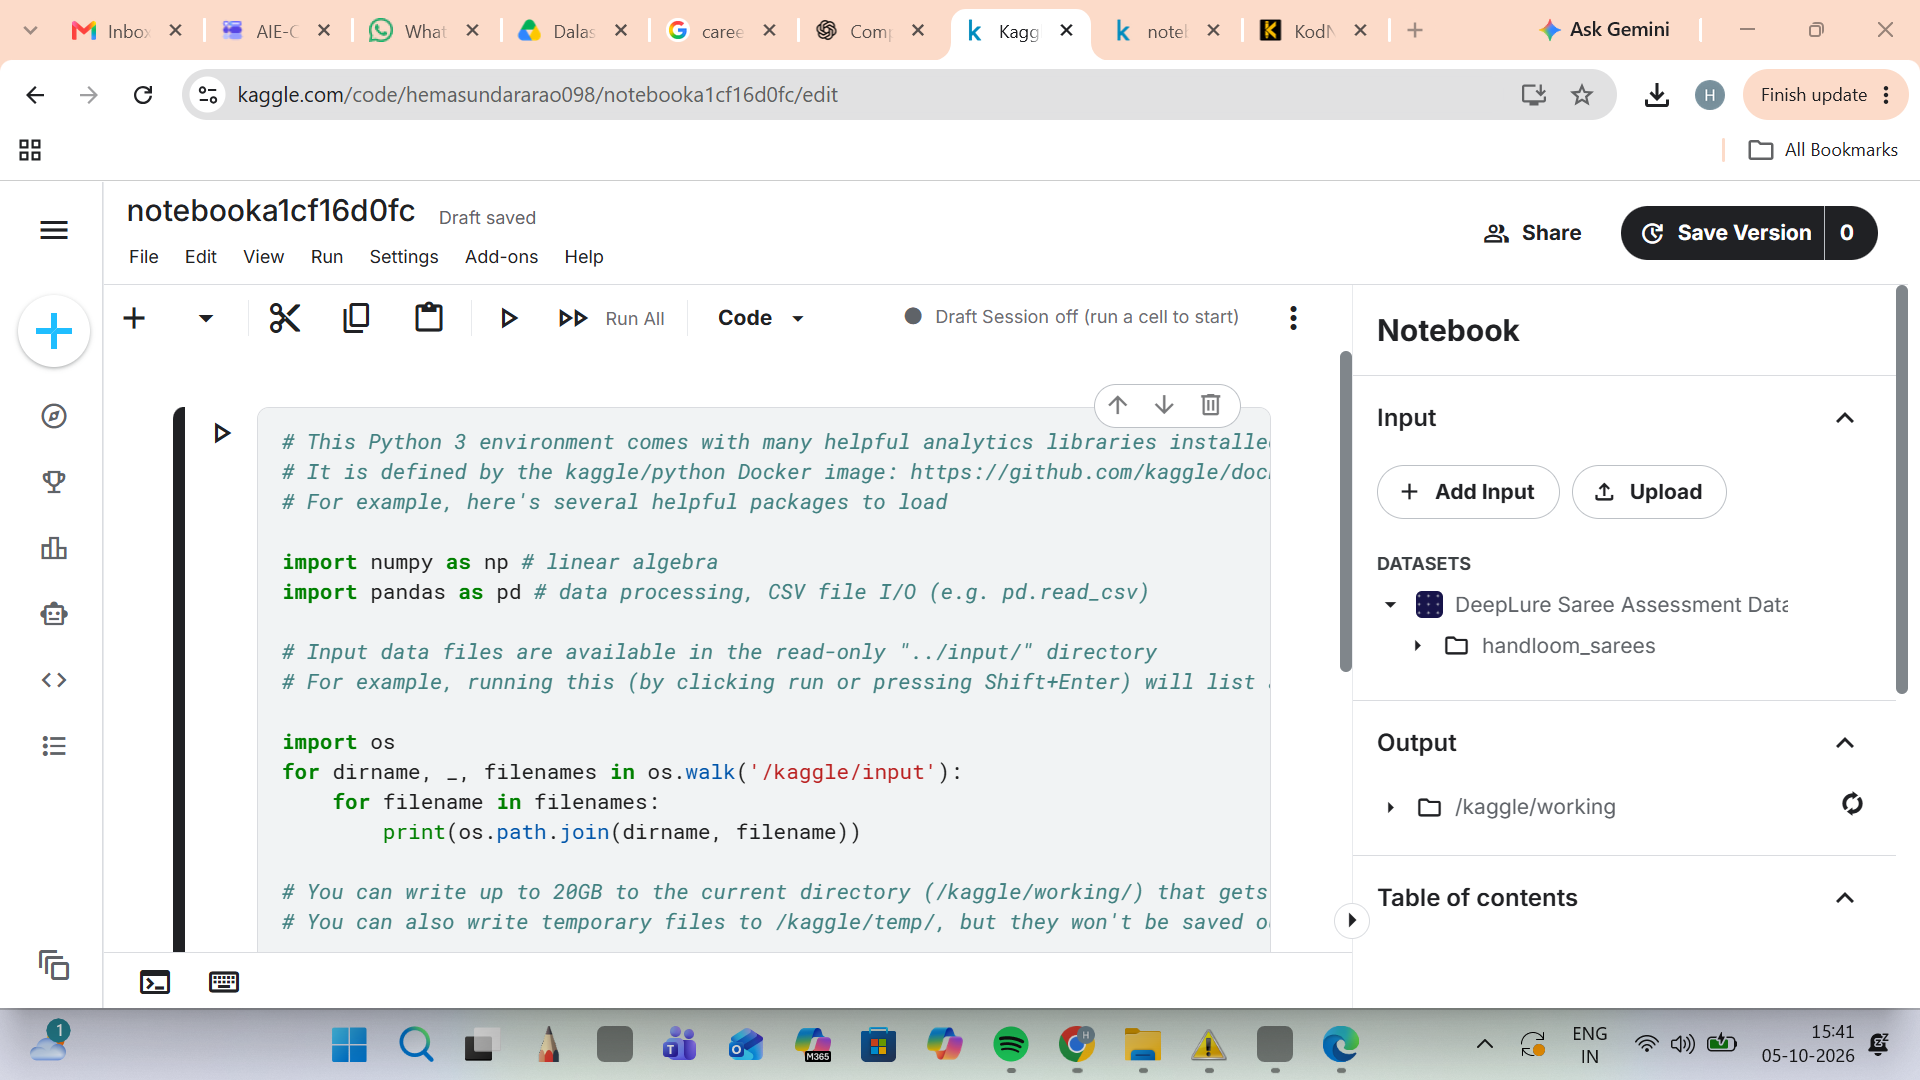 Inbox
AIE-C
What
Dalas
caree
Comp
Kagg
note
Kod
Ask Gemini
kaggle.com/code/hemasundararao098/notebooka1cf16d0fc/edit
H
Finish update
All Bookmarks
notebooka1cf16d0fc
Draft saved
File Edit View Run Settings Add-ons Help
Share
Save Version
0
Run All
Code
Draft Session off (run a cell to start)
# This Python 3 environment comes with many helpful analytics libraries installe
# It is defined by the kaggle/python Docker image: https://github.com/kaggle/doc
# For example, here's several helpful packages to load
import numpy as np # linear algebra
import pandas as pd # data processing, CSV file I/O (e.g. pd.read_csv)
# Input data files are available in the read-only "../input/" directory
# For example, running this (by clicking run or pressing Shift+Enter) will list
import os
for dirname, _, filenames in os.walk('/kaggle/input'):
for filename in filenames:
print(os.path.join(dirname, filename))
# You can write up to 20GB to the current directory (/kaggle/working/) that gets
# You can also write temporary files to /kaggle/temp/, but they won't be saved o
Notebook
Input
Add Input
Upload
DATASETS
DeepLure Saree Assessment Data
handloom_sarees
Output
/kaggle/working
Table of contents
1
M365
H
ENG
IN
15:41
05-10-2026